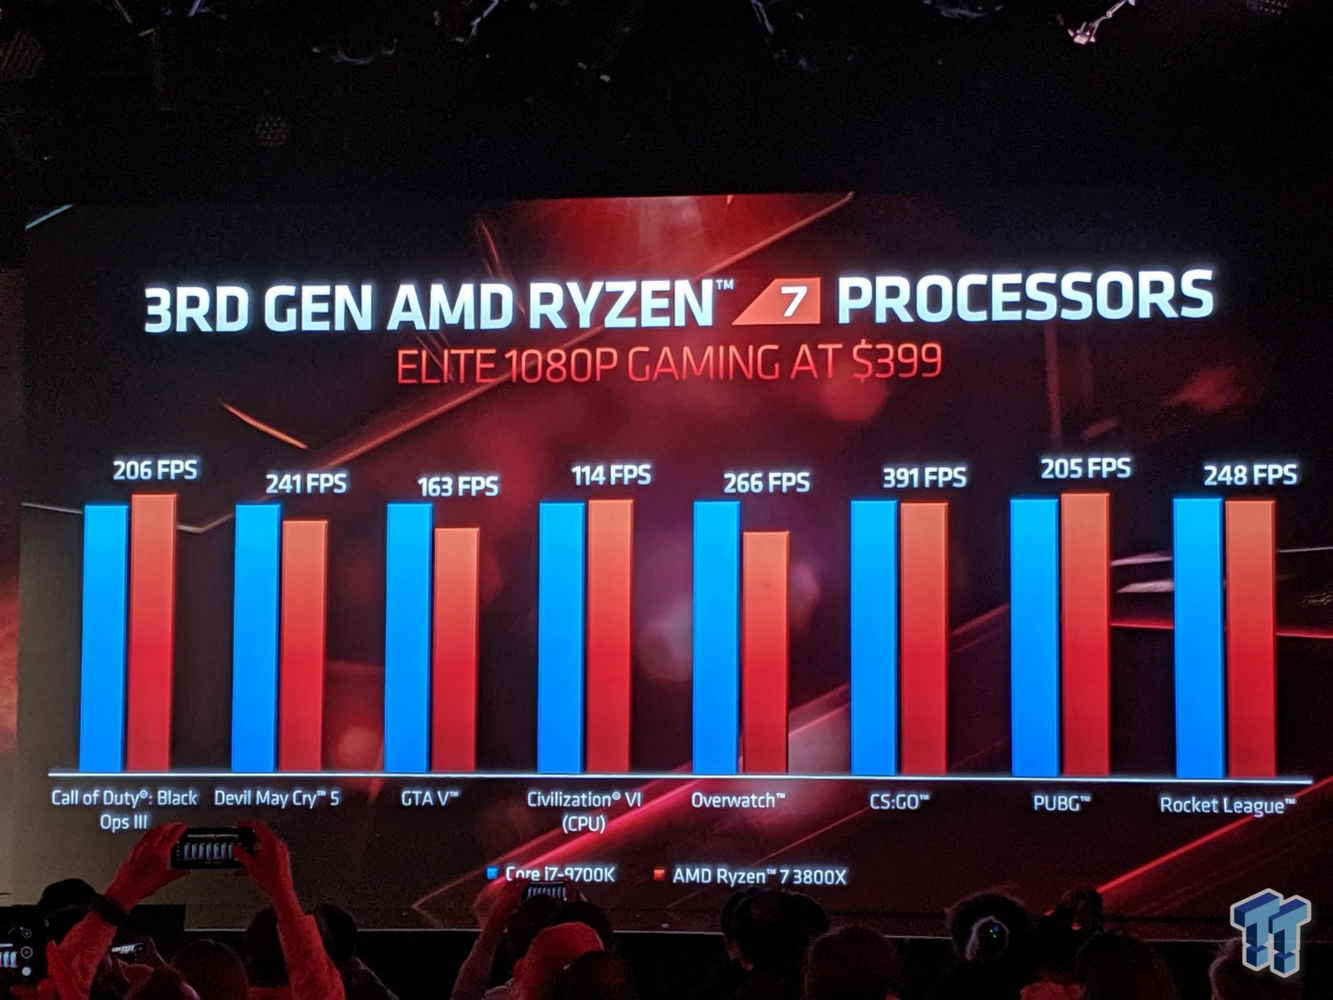 3RD GEN AMD RYZEN™ 7 PROCESSORS
ELITE 1080P GAMING AT $399
206 FPS
241 FPS
163 FPS
114 FPS
266 FPS
391 FPS
205 FPS
248 FPS
Call of Duty®: Black
Ops III
Devil May Cry™ 5
GTA V™
Civilization® VI
(CPU)
Overwatch™
CS:GO™
PUBG™
Rocket League™
Core i7-9700K
AMD Ryzen™ 7 3800X
TT